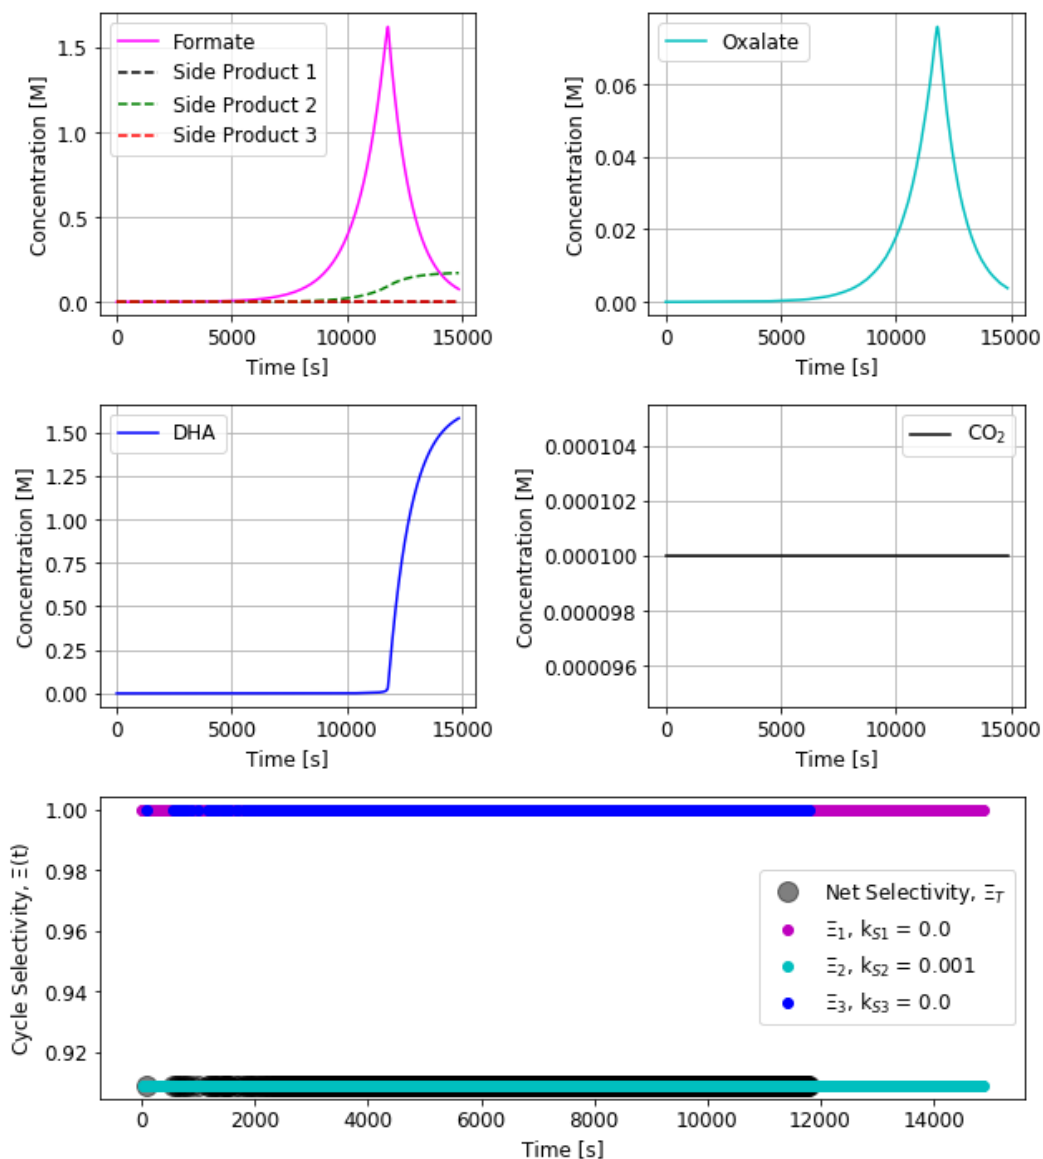 Formate
Side Product 1
Side Product 2
Side Product 3
Concentration [M]
1.5
1.0
0.5
0.0
0 5000 10000 15000
Time [s]
Oxalate
Concentration [M]
0.06
0.04
0.02
0.00
0 5000 10000 15000
Time [s]
DHA
Concentration [M]
1.50
1.25
1.00
0.75
0.50
0.25
0.00
0 5000 10000 15000
Time [s]
CO₂
Concentration [M]
0.000104
0.000102
0.000100
0.000098
0.000096
0 5000 10000 15000
Time [s]
Cycle Selectivity, Ξ(t)
1.00
0.98
0.96
0.94
0.92
Net Selectivity, Ξ_T
Ξ₁, k_S1 = 0.0
Ξ₂, k_S2 = 0.001
Ξ₃, k_S3 = 0.0
0 2000 4000 6000 8000 10000 12000 14000
Time [s]